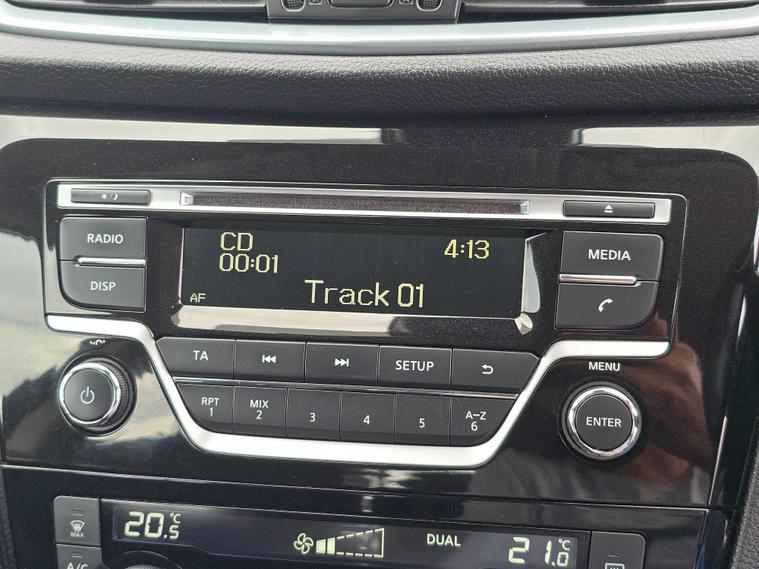 RADIO
DISP
CD
00:01
4:13
AF
Track 01
MEDIA
TA
SETUP
MENU
RPT
1
MIX
2
3
4
5
A-Z
6
ENTER
MAX
A/C
20.5 °C
DUAL
21.0 °C